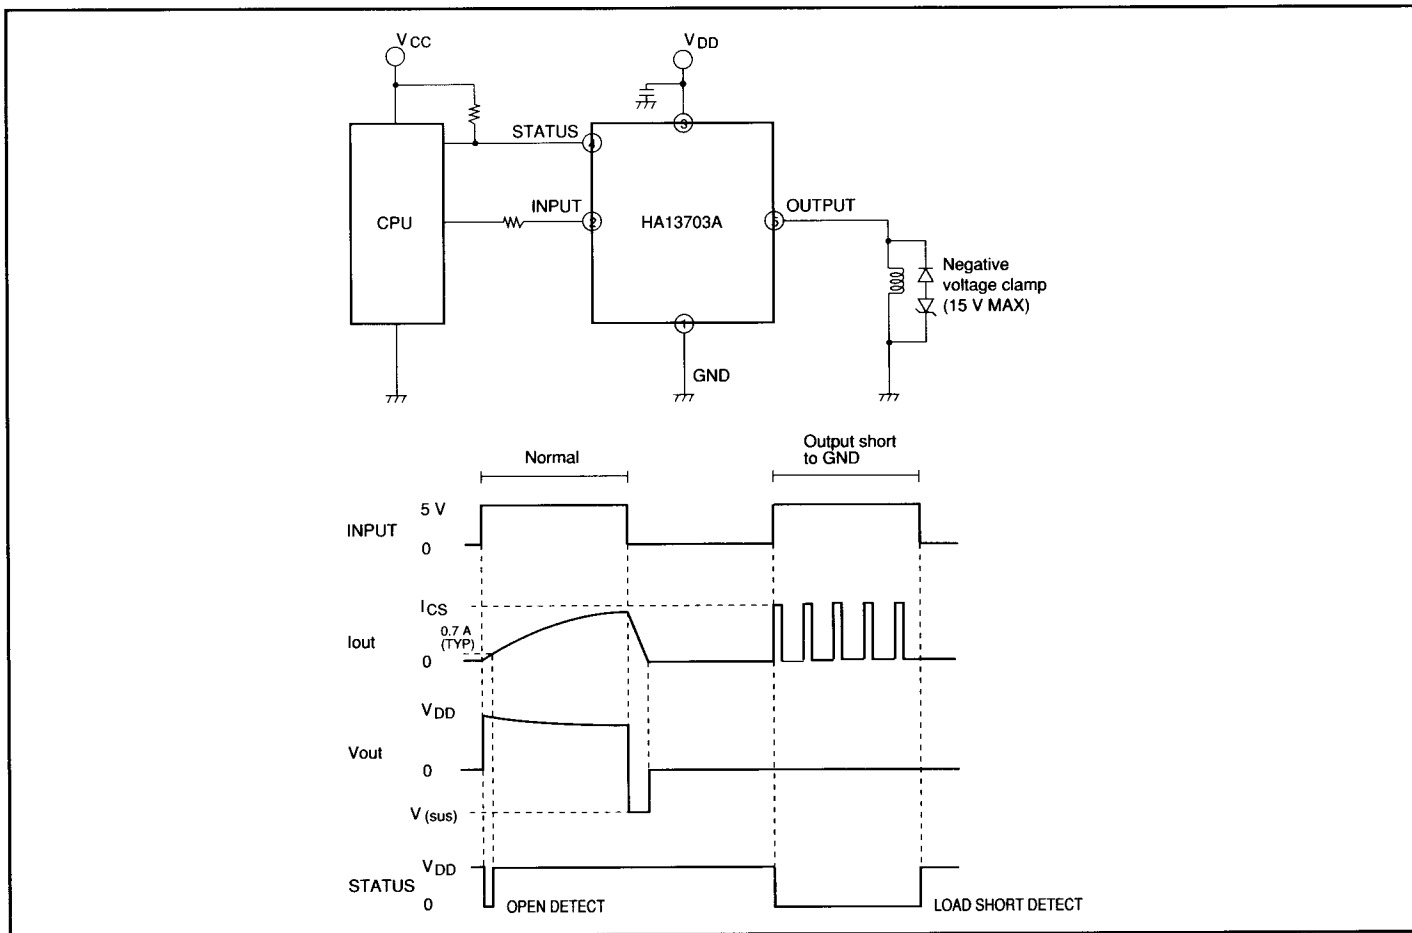 VCC
VDD
STATUS
4
3
CPU
INPUT
2
HA13703A
5
OUTPUT
Negative
voltage clamp
(15 V MAX)
1
GND
Normal
Output short
to GND
INPUT
5 V
0
Iout
ICS
0.7 A
(TYP)
0
Vout
VDD
0
V(sus)
STATUS
VDD
0
OPEN DETECT
LOAD SHORT DETECT